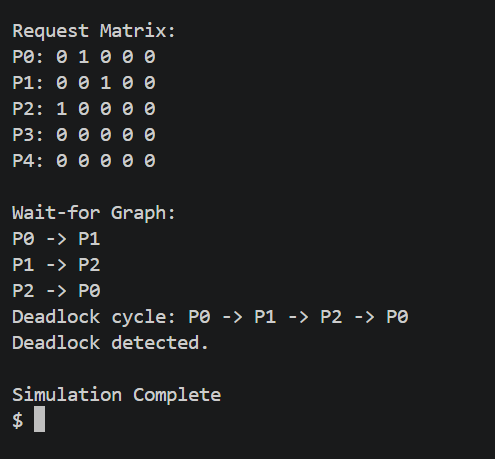 Request Matrix:
P0: 0 1 0 0 0
P1: 0 0 1 0 0
P2: 1 0 0 0 0
P3: 0 0 0 0 0
P4: 0 0 0 0 0
Wait-for Graph:
P0 -> P1
P1 -> P2
P2 -> P0
Deadlock cycle: P0 -> P1 -> P2 -> P0
Deadlock detected.
Simulation Complete
$